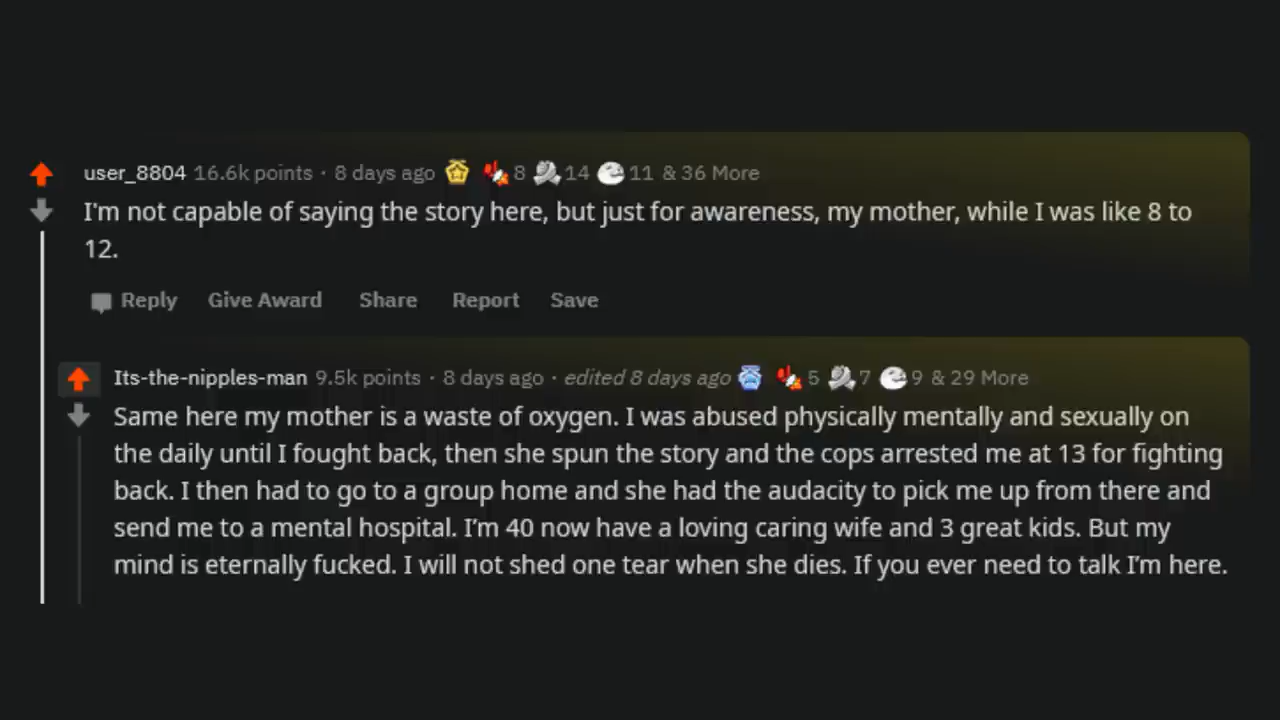 user_8804 16.6k points · 8 days ago 8 14 11 & 36 More
I'm not capable of saying the story here, but just for awareness, my mother, while I was like 8 to
12.
Reply Give Award Share Report Save
Its-the-nipples-man 9.5k points · 8 days ago · edited 8 days ago 5 7 9 & 29 More
Same here my mother is a waste of oxygen. I was abused physically mentally and sexually on
the daily until I fought back, then she spun the story and the cops arrested me at 13 for fighting
back. I then had to go to a group home and she had the audacity to pick me up from there and
send me to a mental hospital. I'm 40 now have a loving caring wife and 3 great kids. But my
mind is eternally fucked. I will not shed one tear when she dies. If you ever need to talk I'm here.